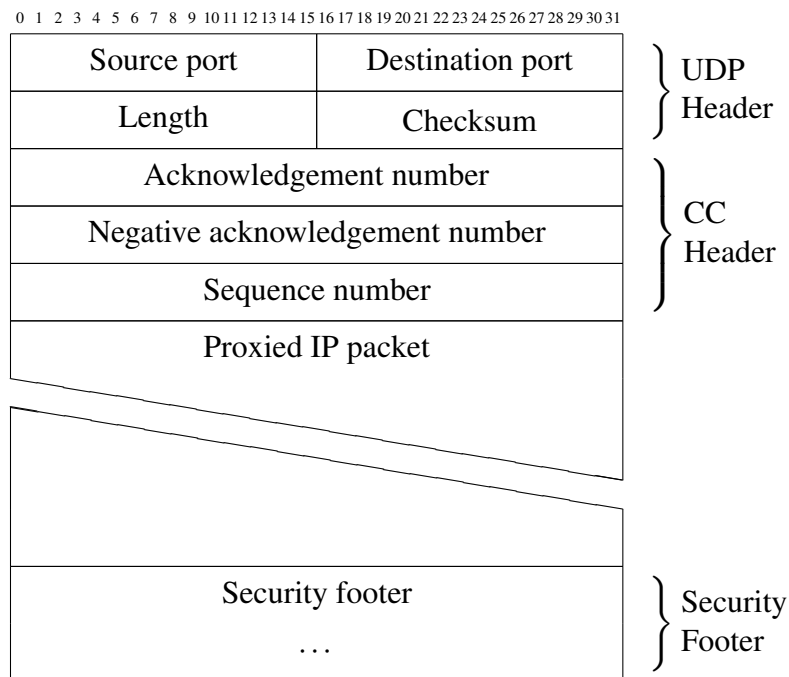 0 1 2 3 4 5 6 7 8 9 10 11 12 13 14 15 16 17 18 19 20 21 22 23 24 25 26 27 28 29 30 31
Source port Destination port
Length Checksum
UDP
Header
Acknowledgement number
Negative acknowledgement number
Sequence number
CC
Header
Proxied IP packet
Security footer
...
Security
Footer